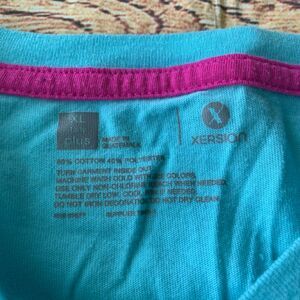 plus
MADE IN
GUATEMALA
X
XERSION
60% COTTON 40% POLYESTER
TURN GARMENT INSIDE OUT
MACHINE WASH COLD WITH LIKE COLORS.
USE ONLY NON-CHLORINE BLEACH WHEN NEEDED.
TUMBLE DRY LOW. COOL IRON IF NEEDED.
DO NOT IRON DECORATION DO NOT DRY CLEAN.
SUPPLIER